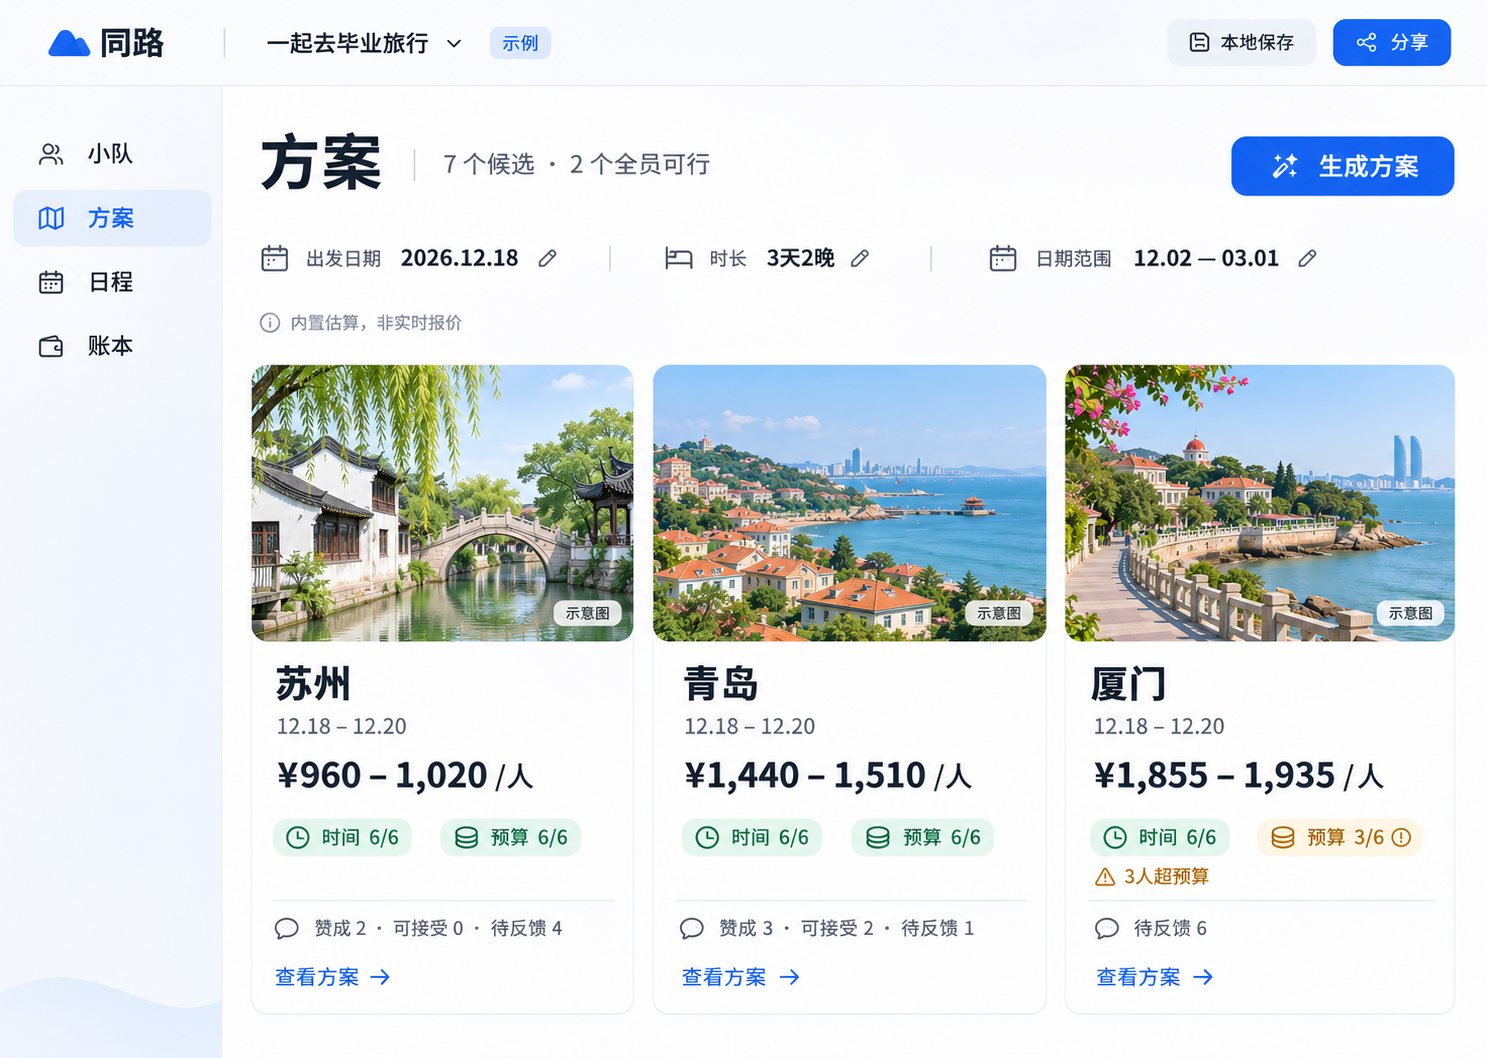 同路
一起去毕业旅行
示例
本地保存
分享
小队
方案
日程
账本
方案
7 个候选 · 2 个全员可行
生成方案
出发日期 2026.12.18
时长 3天2晚
日期范围 12.02 — 03.01
内置估算，非实时报价
示意图
苏州
12.18 – 12.20
¥960 – 1,020 /人
时间 6/6
预算 6/6
赞成 2 · 可接受 0 · 待反馈 4
查看方案 →
示意图
青岛
12.18 – 12.20
¥1,440 – 1,510 /人
时间 6/6
预算 6/6
赞成 3 · 可接受 2 · 待反馈 1
查看方案 →
示意图
厦门
12.18 – 12.20
¥1,855 – 1,935 /人
时间 6/6
预算 3/6
3人超预算
待反馈 6
查看方案 →